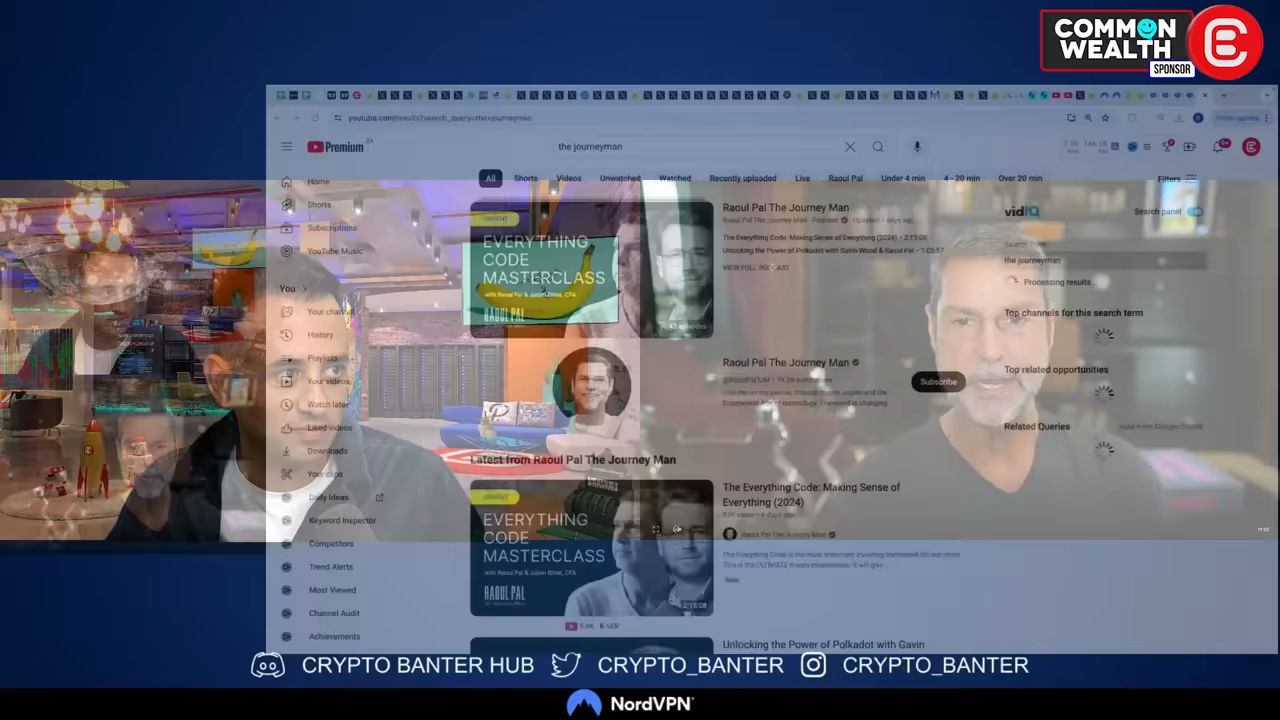 COMMON
WEALTH
SPONSOR
youtube.com/results?search_query=the+journeyman
Premium
ZA
the journeyman
All
Shorts
Videos
Unwatched
Watched
Recently uploaded
Live
Raoul Pal
Under 4 min
4 - 20 min
Over 20 min
Filters
Home
Shorts
Subscriptions
YouTube Music
You
Your channel
History
Playlists
Your videos
Watch later
Liked videos
Downloads
Your clips
Daily Ideas
Keyword Inspector
Competitors
Trend Alerts
Most Viewed
Channel Audit
Achievements
EVERYTHING
CODE
MASTERCLASS
RAOUL PAL
Raoul Pal The Journey Man
The Everything Code: Making Sense of Everything (2024) • 2:15:08
Unlocking the Power of Polkadot with Gavin Wood & Raoul Pal • 1:05:57
VIEW FULL PODCAST
Raoul Pal The Journey Man
Subscribe
vidIQ
Search panel
the journeyman
Processing results...
Top channels for this search term
Top related opportunities
Related Queries
Latest from Raoul Pal The Journey Man
EVERYTHING
CODE
MASTERCLASS
with Raoul Pal & Julien Bittel, CFA
RAOUL PAL
2:15:08
The Everything Code: Making Sense of
Everything (2024)
Raoul Pal The Journey Man
Unlocking the Power of Polkadot with Gavin
CRYPTO BANTER HUB
CRYPTO_BANTER
CRYPTO_BANTER
NordVPN